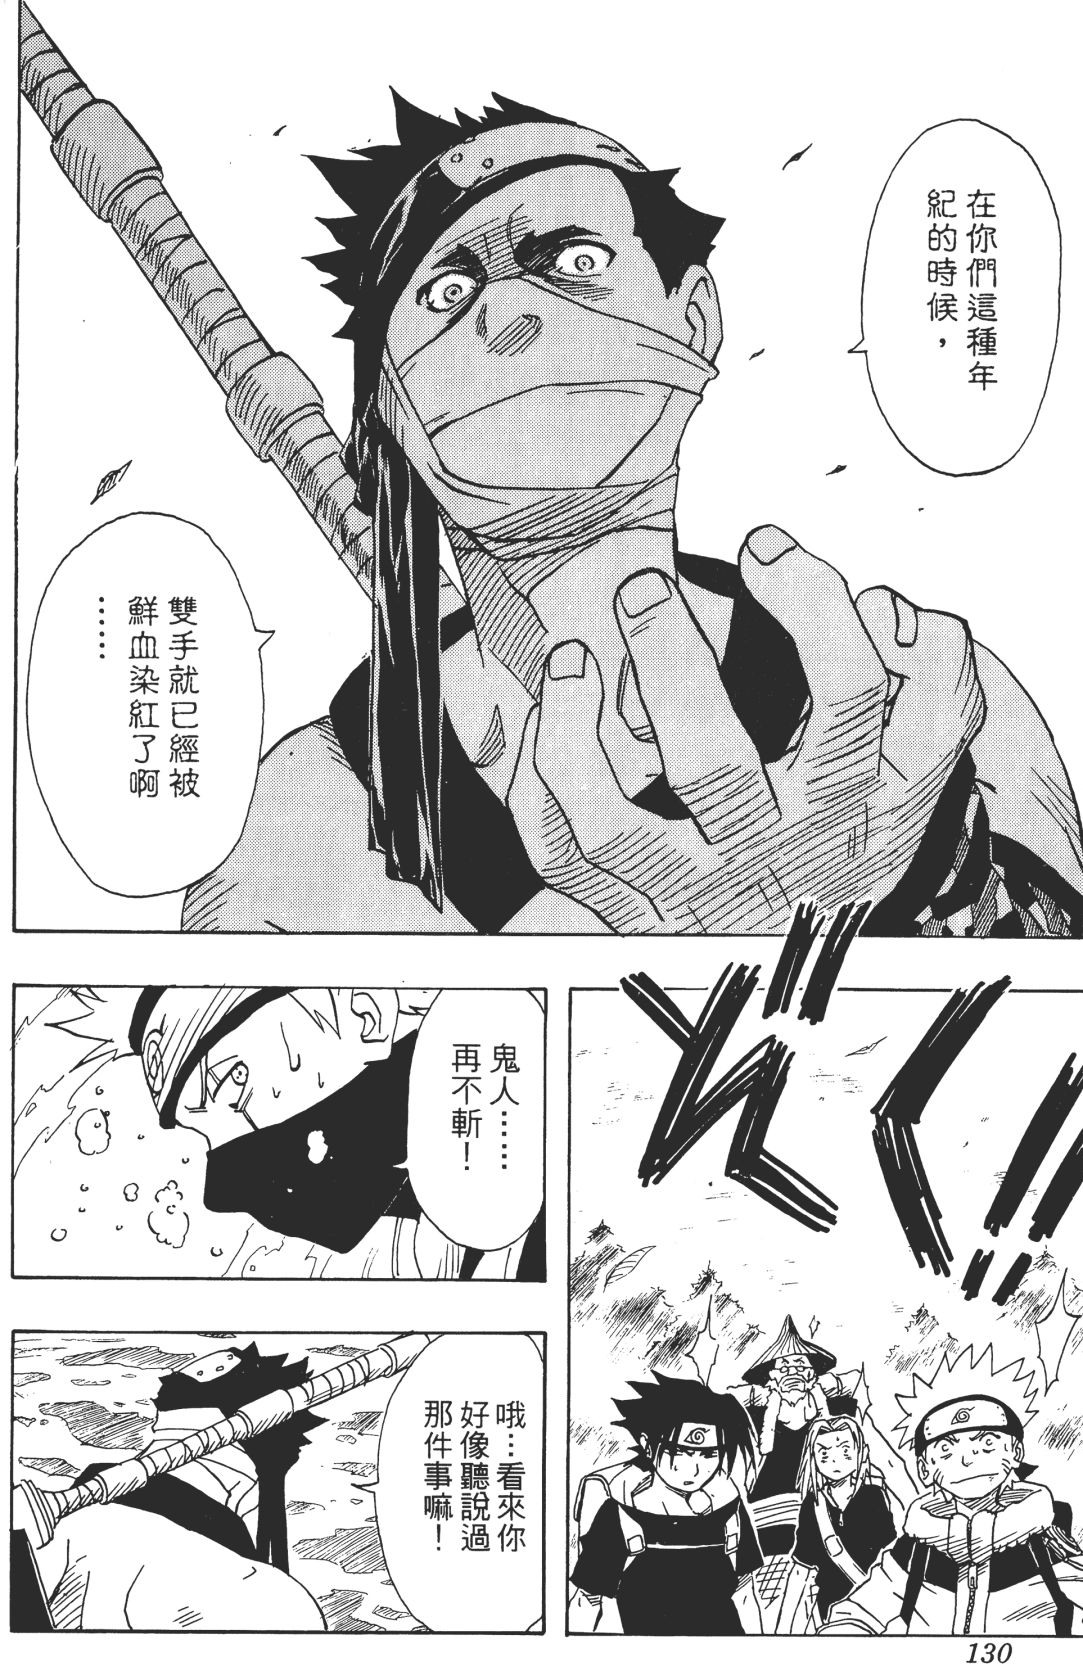 在你們這種年
紀的時候，
雙手就已經被
鮮血染紅了啊
……
鬼人……
再不斬！
哦…看來你
好像聽說過
那件事嘛！
130